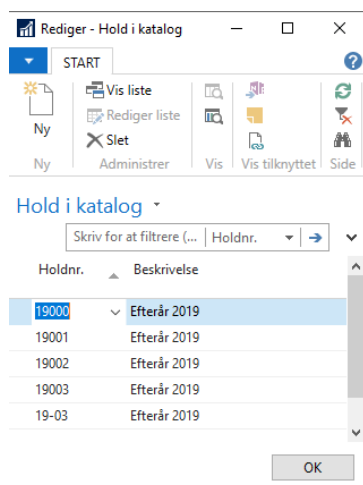 Rediger - Hold i katalog
START
Ny
Vis liste
Rediger liste
Slet
Ny
Administrer
Vis
Vis tilknyttet
Side
Hold i katalog
Skriv for at filtrere (... Holdnr.
Holdnr. Beskrivelse
19000 Efterår 2019
19001 Efterår 2019
19002 Efterår 2019
19003 Efterår 2019
19-03 Efterår 2019
OK